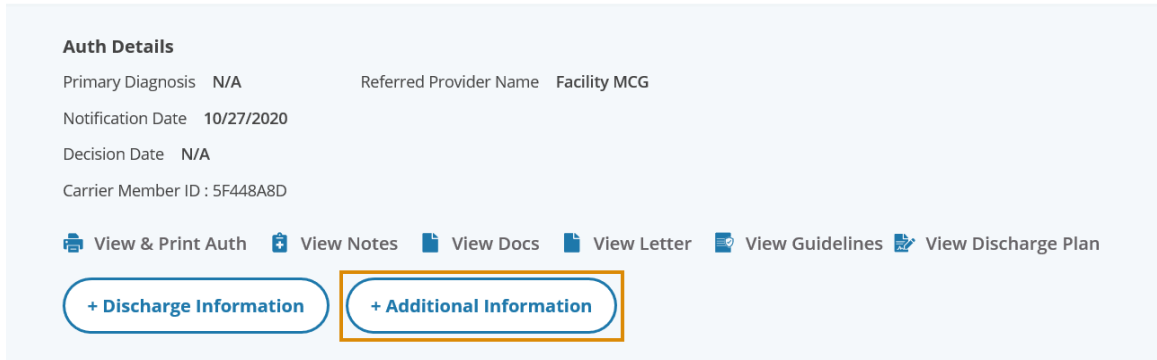 Auth Details
Primary Diagnosis N/A Referred Provider Name Facility MCG
Notification Date 10/27/2020
Decision Date N/A
Carrier Member ID : 5F448A8D
View & Print Auth View Notes View Docs View Letter View Guidelines View Discharge Plan
+ Discharge Information + Additional Information